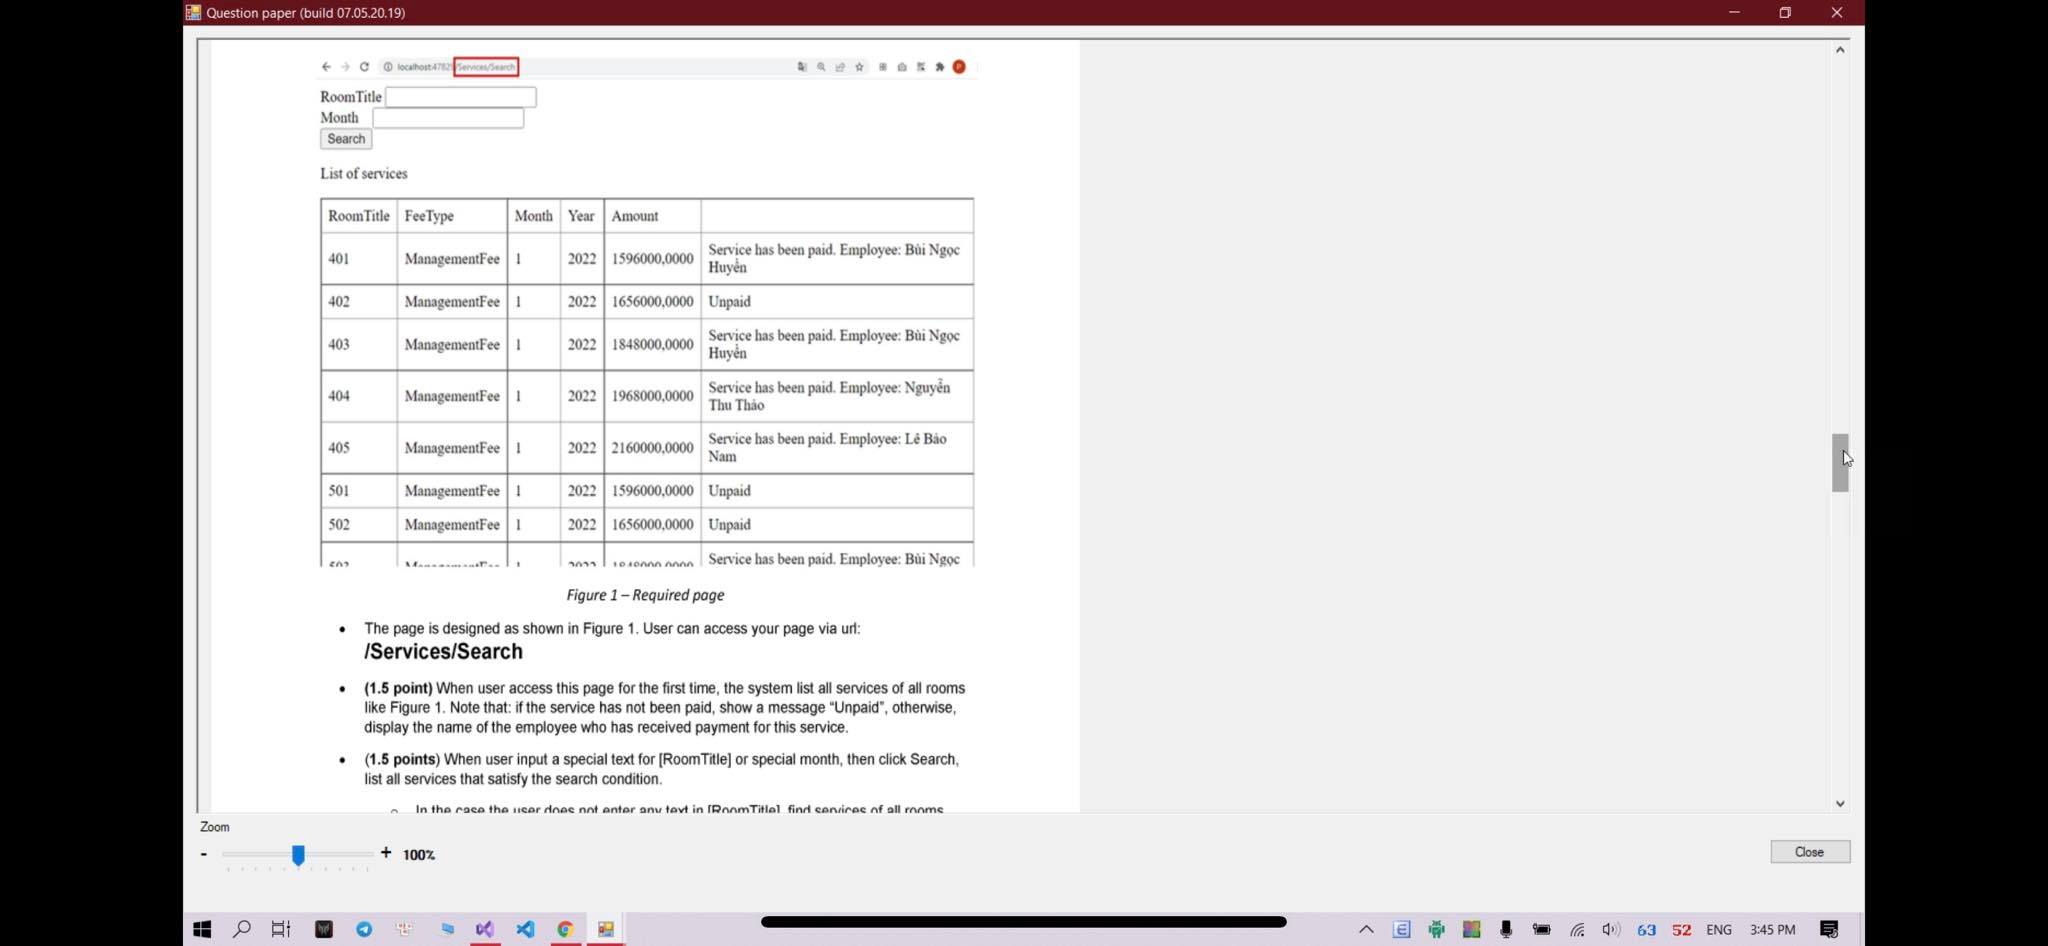 Question paper (build 07.05.20.19)
localhost:4782 /Services/Search
RoomTitle
Month
Search
List of services
RoomTitle FeeType Month Year Amount
401 ManagementFee 1 2022 1596000,0000 Service has been paid. Employee: Bùi Ngọc
Huyền
402 ManagementFee 1 2022 1656000,0000 Unpaid
403 ManagementFee 1 2022 1848000,0000 Service has been paid. Employee: Bùi Ngọc
Huyền
404 ManagementFee 1 2022 1968000,0000 Service has been paid. Employee: Nguyễn
Thu Thảo
405 ManagementFee 1 2022 2160000,0000 Service has been paid. Employee: Lê Bảo
Nam
501 ManagementFee 1 2022 1596000,0000 Unpaid
502 ManagementFee 1 2022 1656000,0000 Unpaid
Service has been paid. Employee: Bùi Ngọc
Figure 1 – Required page
• The page is designed as shown in Figure 1. User can access your page via url:
/Services/Search
• (1.5 point) When user access this page for the first time, the system list all services of all rooms
like Figure 1. Note that: if the service has not been paid, show a message “Unpaid”, otherwise,
display the name of the employee who has received payment for this service.
• (1.5 points) When user input a special text for [RoomTitle] or special month, then click Search,
list all services that satisfy the search condition.
o In the case the user does not enter any text in [RoomTitle], find services of all rooms
Zoom
- + 100%
Close
63 52 ENG 3:45 PM